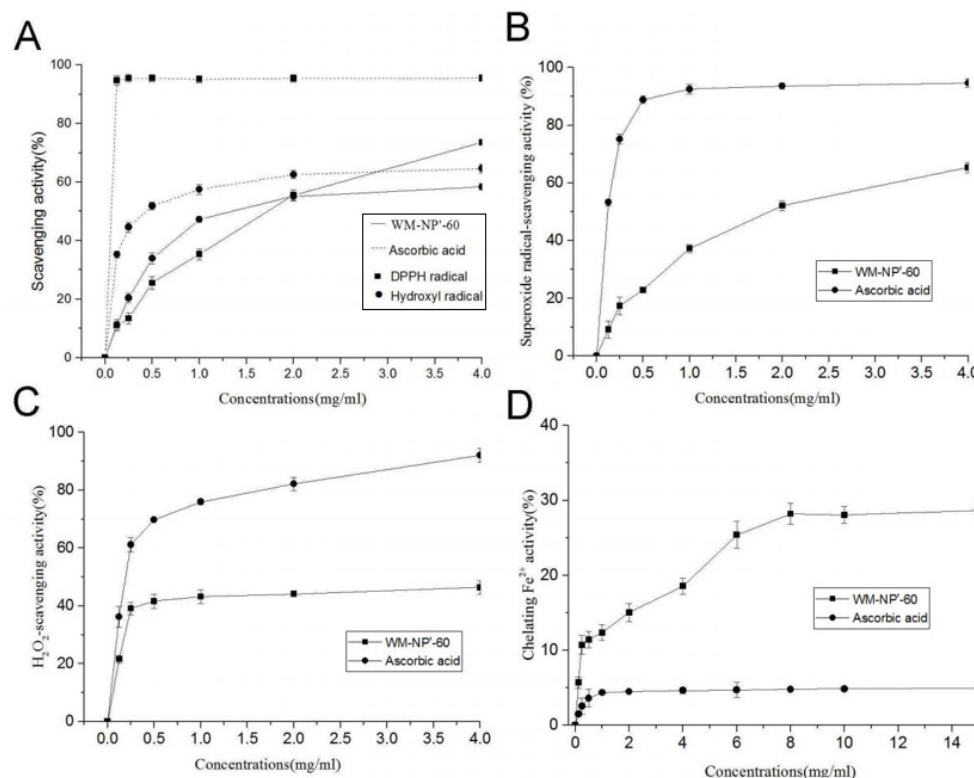 A
Scavenging activity(%)
100
80
60
40
20
0
0.0 0.5 1.0 1.5 2.0 2.5 3.0 3.5 4.0
Concentrations(mg/ml)
WM-NP'-60
Ascorbic acid
DPPH radical
Hydroxyl radical
B
Superoxide radical-scavenging activity (%)
100
80
60
40
20
0
0.0 0.5 1.0 1.5 2.0 2.5 3.0 3.5 4.0
Concentrations(mg/ml)
WM-NP'-60
Ascorbic acid
C
H₂O₂-scavenging activity(%)
100
80
60
40
20
0
0.0 0.5 1.0 1.5 2.0 2.5 3.0 3.5 4.0
Concentrations(mg/ml)
WM-NP'-60
Ascorbic acid
D
Chelating Fe²⁺ activity(%)
40
30
20
10
0
0 2 4 6 8 10 12 14
Concentrations(mg/ml)
WM-NP'-60
Ascorbic acid